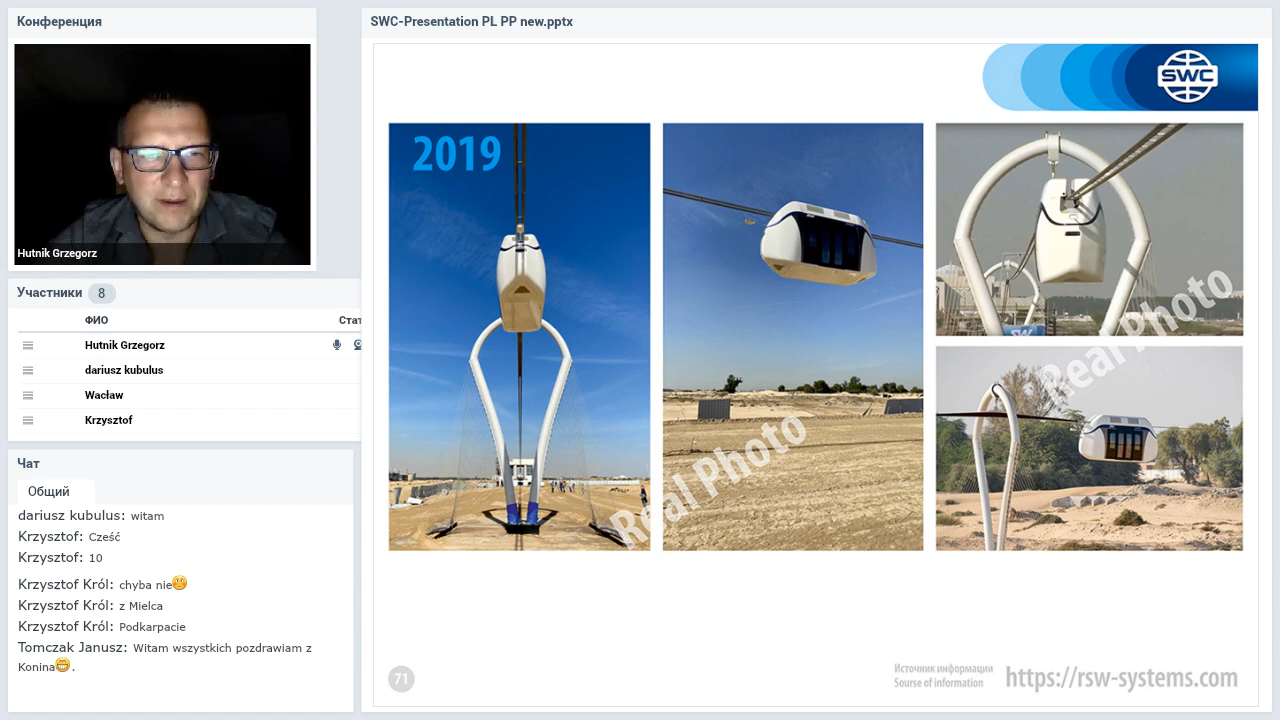 Конференция
Hutnik Grzegorz
Участники 8
ФИО Стат
Hutnik Grzegorz
dariusz kubulus
Wacław
Krzysztof
Чат
Общий
dariusz kubulus: witam
Krzysztof: Cześć
Krzysztof: 10
Krzysztof Król: chyba nie
Krzysztof Król: z Mielca
Krzysztof Król: Podkarpacie
Tomczak Janusz: Witam wszystkich pozdrawiam z
Konina.
SWC-Presentation PL PP new.pptx
SWC
2019
Real Photo
Real Photo
71
Источник информации
Sourse of information
https://rsw-systems.com